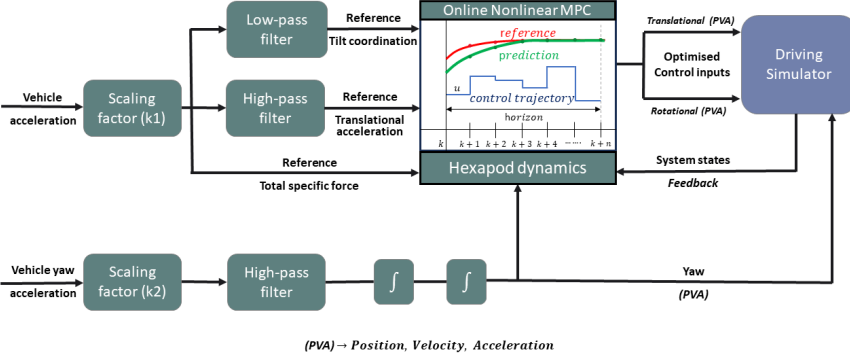 Low-pass
filter
Reference
Tilt coordination
Online Nonlinear MPC
reference
prediction
u
control trajectory
horizon
k
k + 1
k + 2
k + 3
k + 4
k + n
Translational (PVA)
Optimised
Control inputs
Rotational (PVA)
Driving
Simulator
Vehicle
acceleration
Scaling
factor (k1)
High-pass
filter
Reference
Translational
acceleration
Reference
Total specific force
Hexapod dynamics
System states
Feedback
Vehicle yaw
acceleration
Scaling
factor (k2)
High-pass
filter
∫
∫
Yaw
(PVA)
(PVA) → Position, Velocity, Acceleration